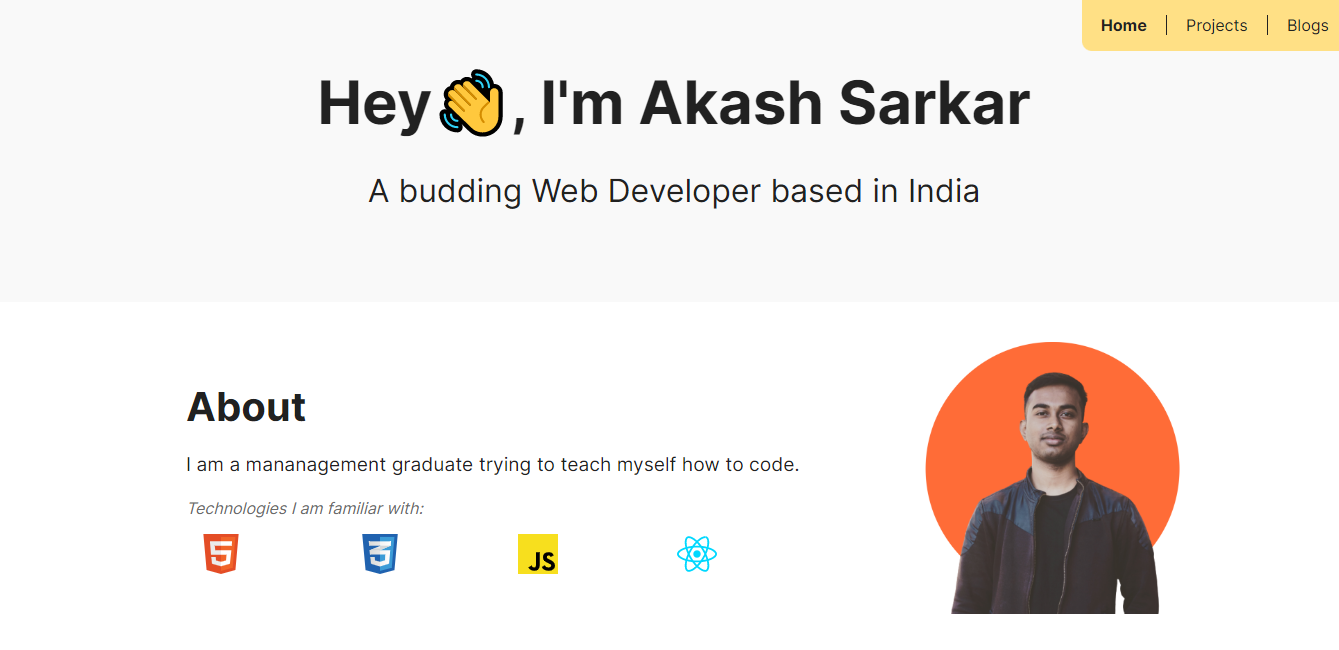 Home | Projects | Blogs
Hey👋, I'm Akash Sarkar
A budding Web Developer based in India
About
I am a mananagement graduate trying to teach myself how to code.
Technologies I am familiar with:
5 3 JS